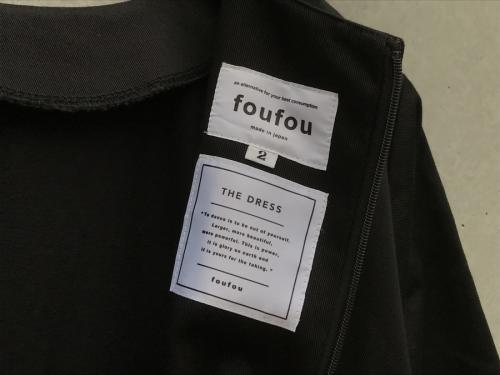 an alternative for your best consumption
foufou
made in japan
2
THE DRESS
"To dance is to be out of yourself.
Larger, more beautiful,
more powerful. This is power,
it is glory on earth and
it is yours for the taking."
foufou